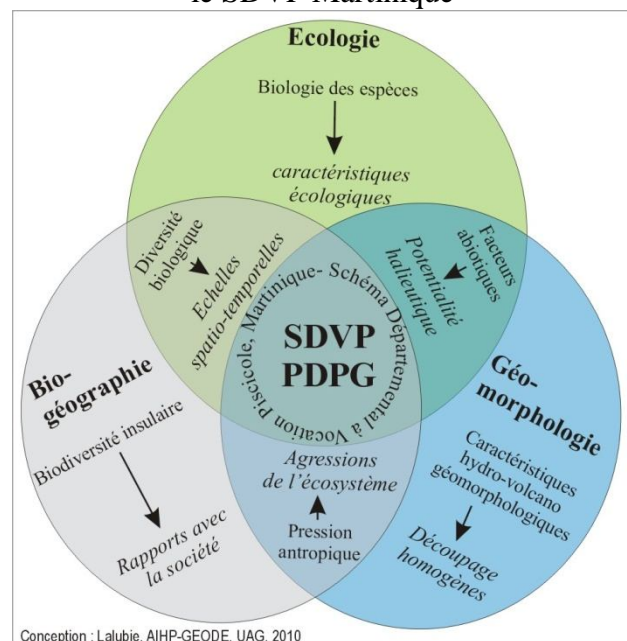 le SDVP Martinique
Ecologie
Biologie des espèces
caractéristiques
écologiques
Diversité
biologique
Echelles
spatio-temporelles
Facteurs
abiotiques
Potentialité
halieutique
Martinique- Schéma Départemental à Vocation Piscicole,
SDVP
PDPG
Bio-
géographie
Biodiversité insulaire
Rapports avec
la société
Géo-
morphologie
Caractéristiques
hydro-volcano
géomorphologiques
Découpage
homogènes
Agressions
de l’écosystème
Pression
antropique
Conception : Lalubie, AIHP-GEODE, UAG, 2010